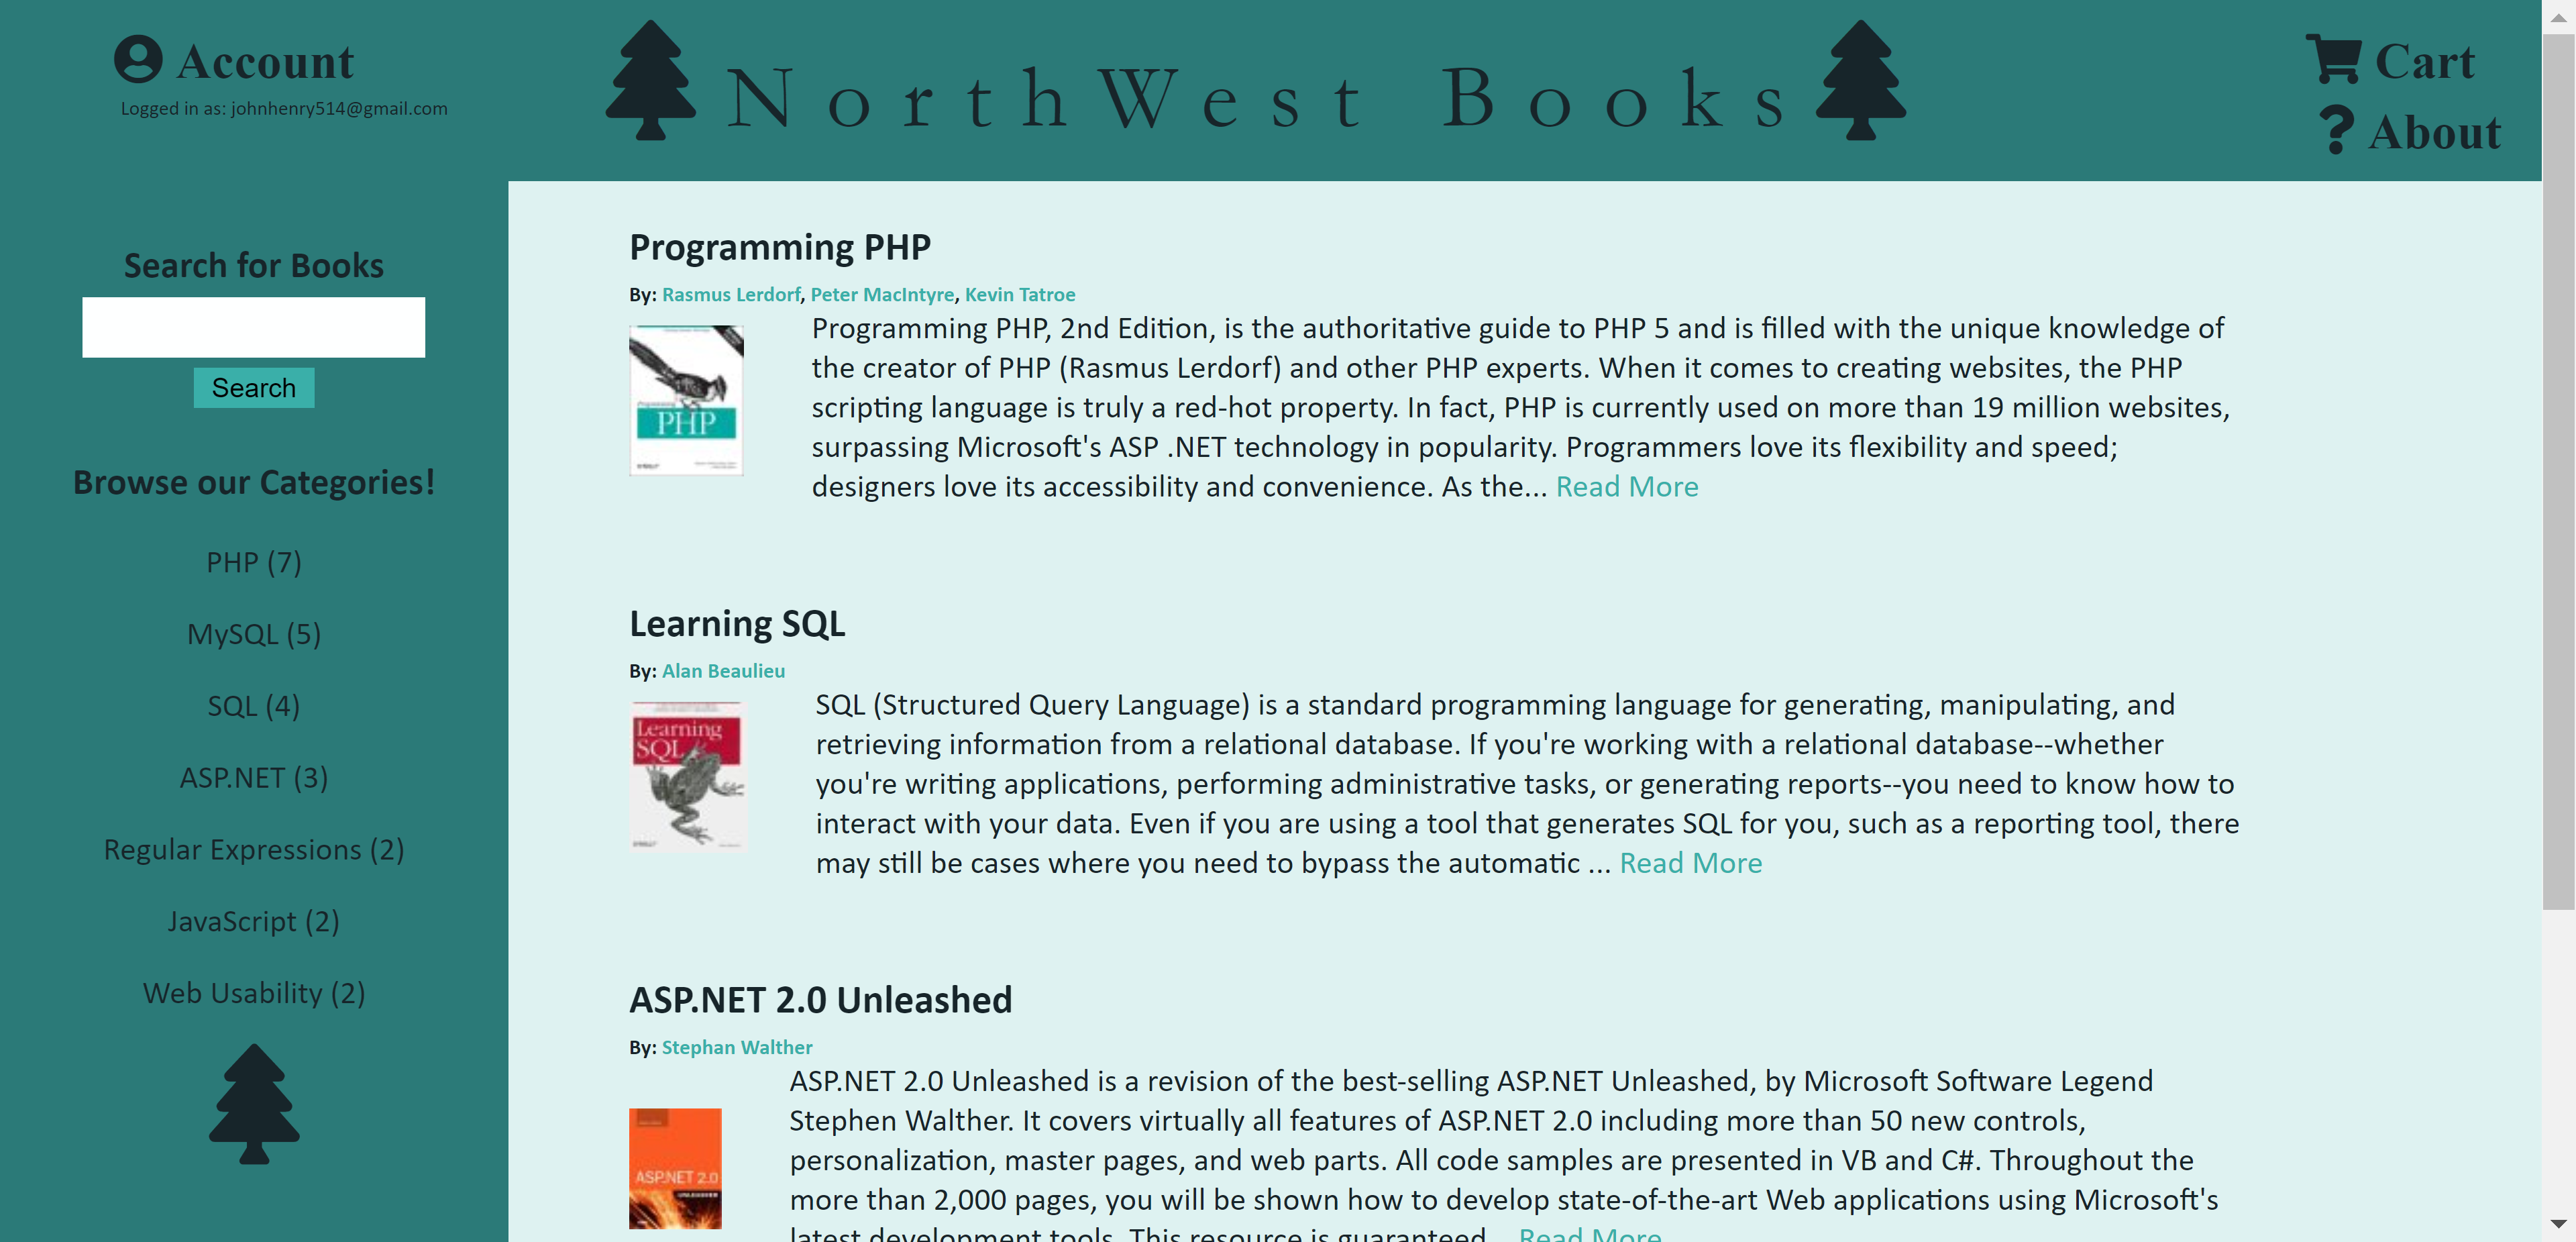 Account
Logged in as: johnhenry514@gmail.com
NorthWest Books
Cart
About
Search for Books
Search
Browse our Categories!
PHP (7)
MySQL (5)
SQL (4)
ASP.NET (3)
Regular Expressions (2)
JavaScript (2)
Web Usability (2)
Programming PHP
By: Rasmus Lerdorf, Peter MacIntyre, Kevin Tatroe
PHP
Programming PHP, 2nd Edition, is the authoritative guide to PHP 5 and is filled with the unique knowledge of
the creator of PHP (Rasmus Lerdorf) and other PHP experts. When it comes to creating websites, the PHP
scripting language is truly a red-hot property. In fact, PHP is currently used on more than 19 million websites,
surpassing Microsoft's ASP .NET technology in popularity. Programmers love its flexibility and speed;
designers love its accessibility and convenience. As the... Read More
Learning SQL
By: Alan Beaulieu
Learning
SQL
SQL (Structured Query Language) is a standard programming language for generating, manipulating, and
retrieving information from a relational database. If you're working with a relational database--whether
you're writing applications, performing administrative tasks, or generating reports--you need to know how to
interact with your data. Even if you are using a tool that generates SQL for you, such as a reporting tool, there
may still be cases where you need to bypass the automatic ... Read More
ASP.NET 2.0 Unleashed
By: Stephan Walther
ASP.NET 2.0
UNLEASHED
ASP.NET 2.0 Unleashed is a revision of the best-selling ASP.NET Unleashed, by Microsoft Software Legend
Stephen Walther. It covers virtually all features of ASP.NET 2.0 including more than 50 new controls,
personalization, master pages, and web parts. All code samples are presented in VB and C#. Throughout the
more than 2,000 pages, you will be shown how to develop state-of-the-art Web applications using Microsoft's
latest development tools. This resource is guaranteed... Read More